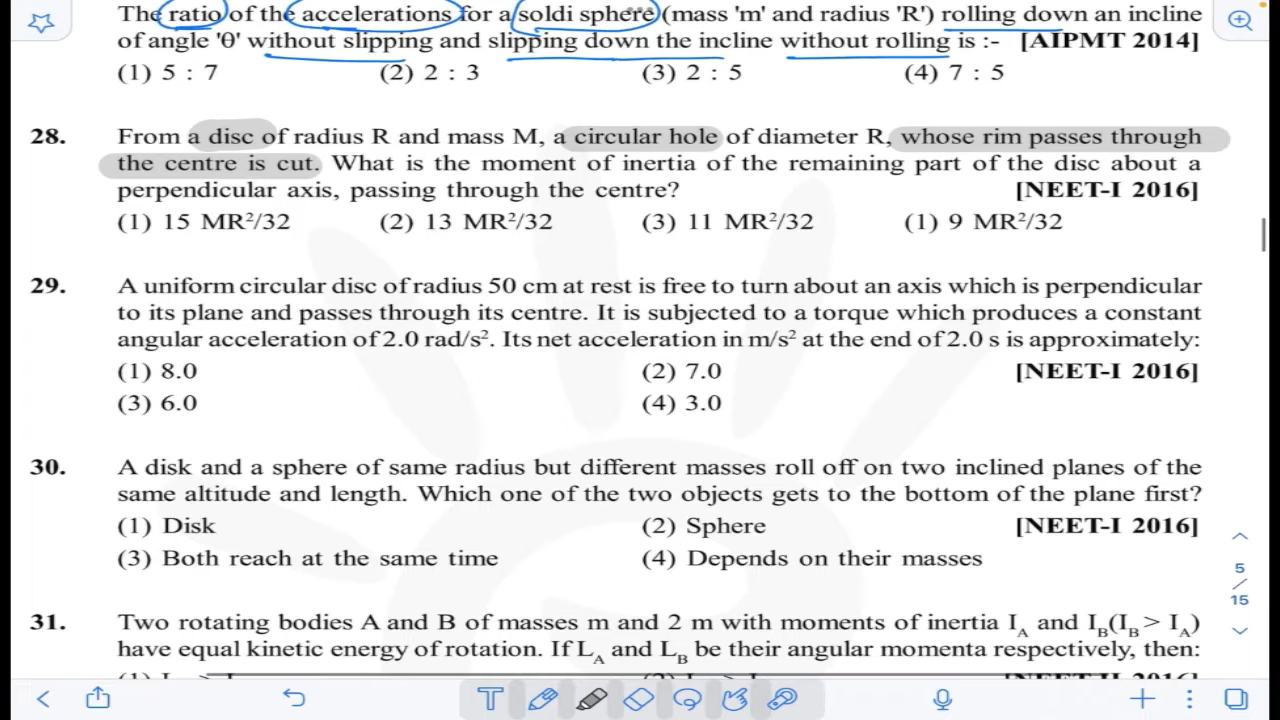 The ratio of the accelerations for a soldi sphere (mass 'm' and radius 'R') rolling down an incline
of angle 'θ' without slipping and slipping down the incline without rolling is :- [AIPMT 2014]
(1) 5 : 7 (2) 2 : 3 (3) 2 : 5 (4) 7 : 5
28. From a disc of radius R and mass M, a circular hole of diameter R, whose rim passes through
the centre is cut. What is the moment of inertia of the remaining part of the disc about a
perpendicular axis, passing through the centre? [NEET-I 2016]
(1) 15 MR²/32 (2) 13 MR²/32 (3) 11 MR²/32 (1) 9 MR²/32
29. A uniform circular disc of radius 50 cm at rest is free to turn about an axis which is perpendicular
to its plane and passes through its centre. It is subjected to a torque which produces a constant
angular acceleration of 2.0 rad/s². Its net acceleration in m/s² at the end of 2.0 s is approximately:
(1) 8.0 (2) 7.0 [NEET-I 2016]
(3) 6.0 (4) 3.0
30. A disk and a sphere of same radius but different masses roll off on two inclined planes of the
same altitude and length. Which one of the two objects gets to the bottom of the plane first?
(1) Disk (2) Sphere [NEET-I 2016]
(3) Both reach at the same time (4) Depends on their masses
5
/
15
31. Two rotating bodies A and B of masses m and 2 m with moments of inertia I_A and I_B(I_B > I_A)
have equal kinetic energy of rotation. If L_A and L_B be their angular momenta respectively, then: